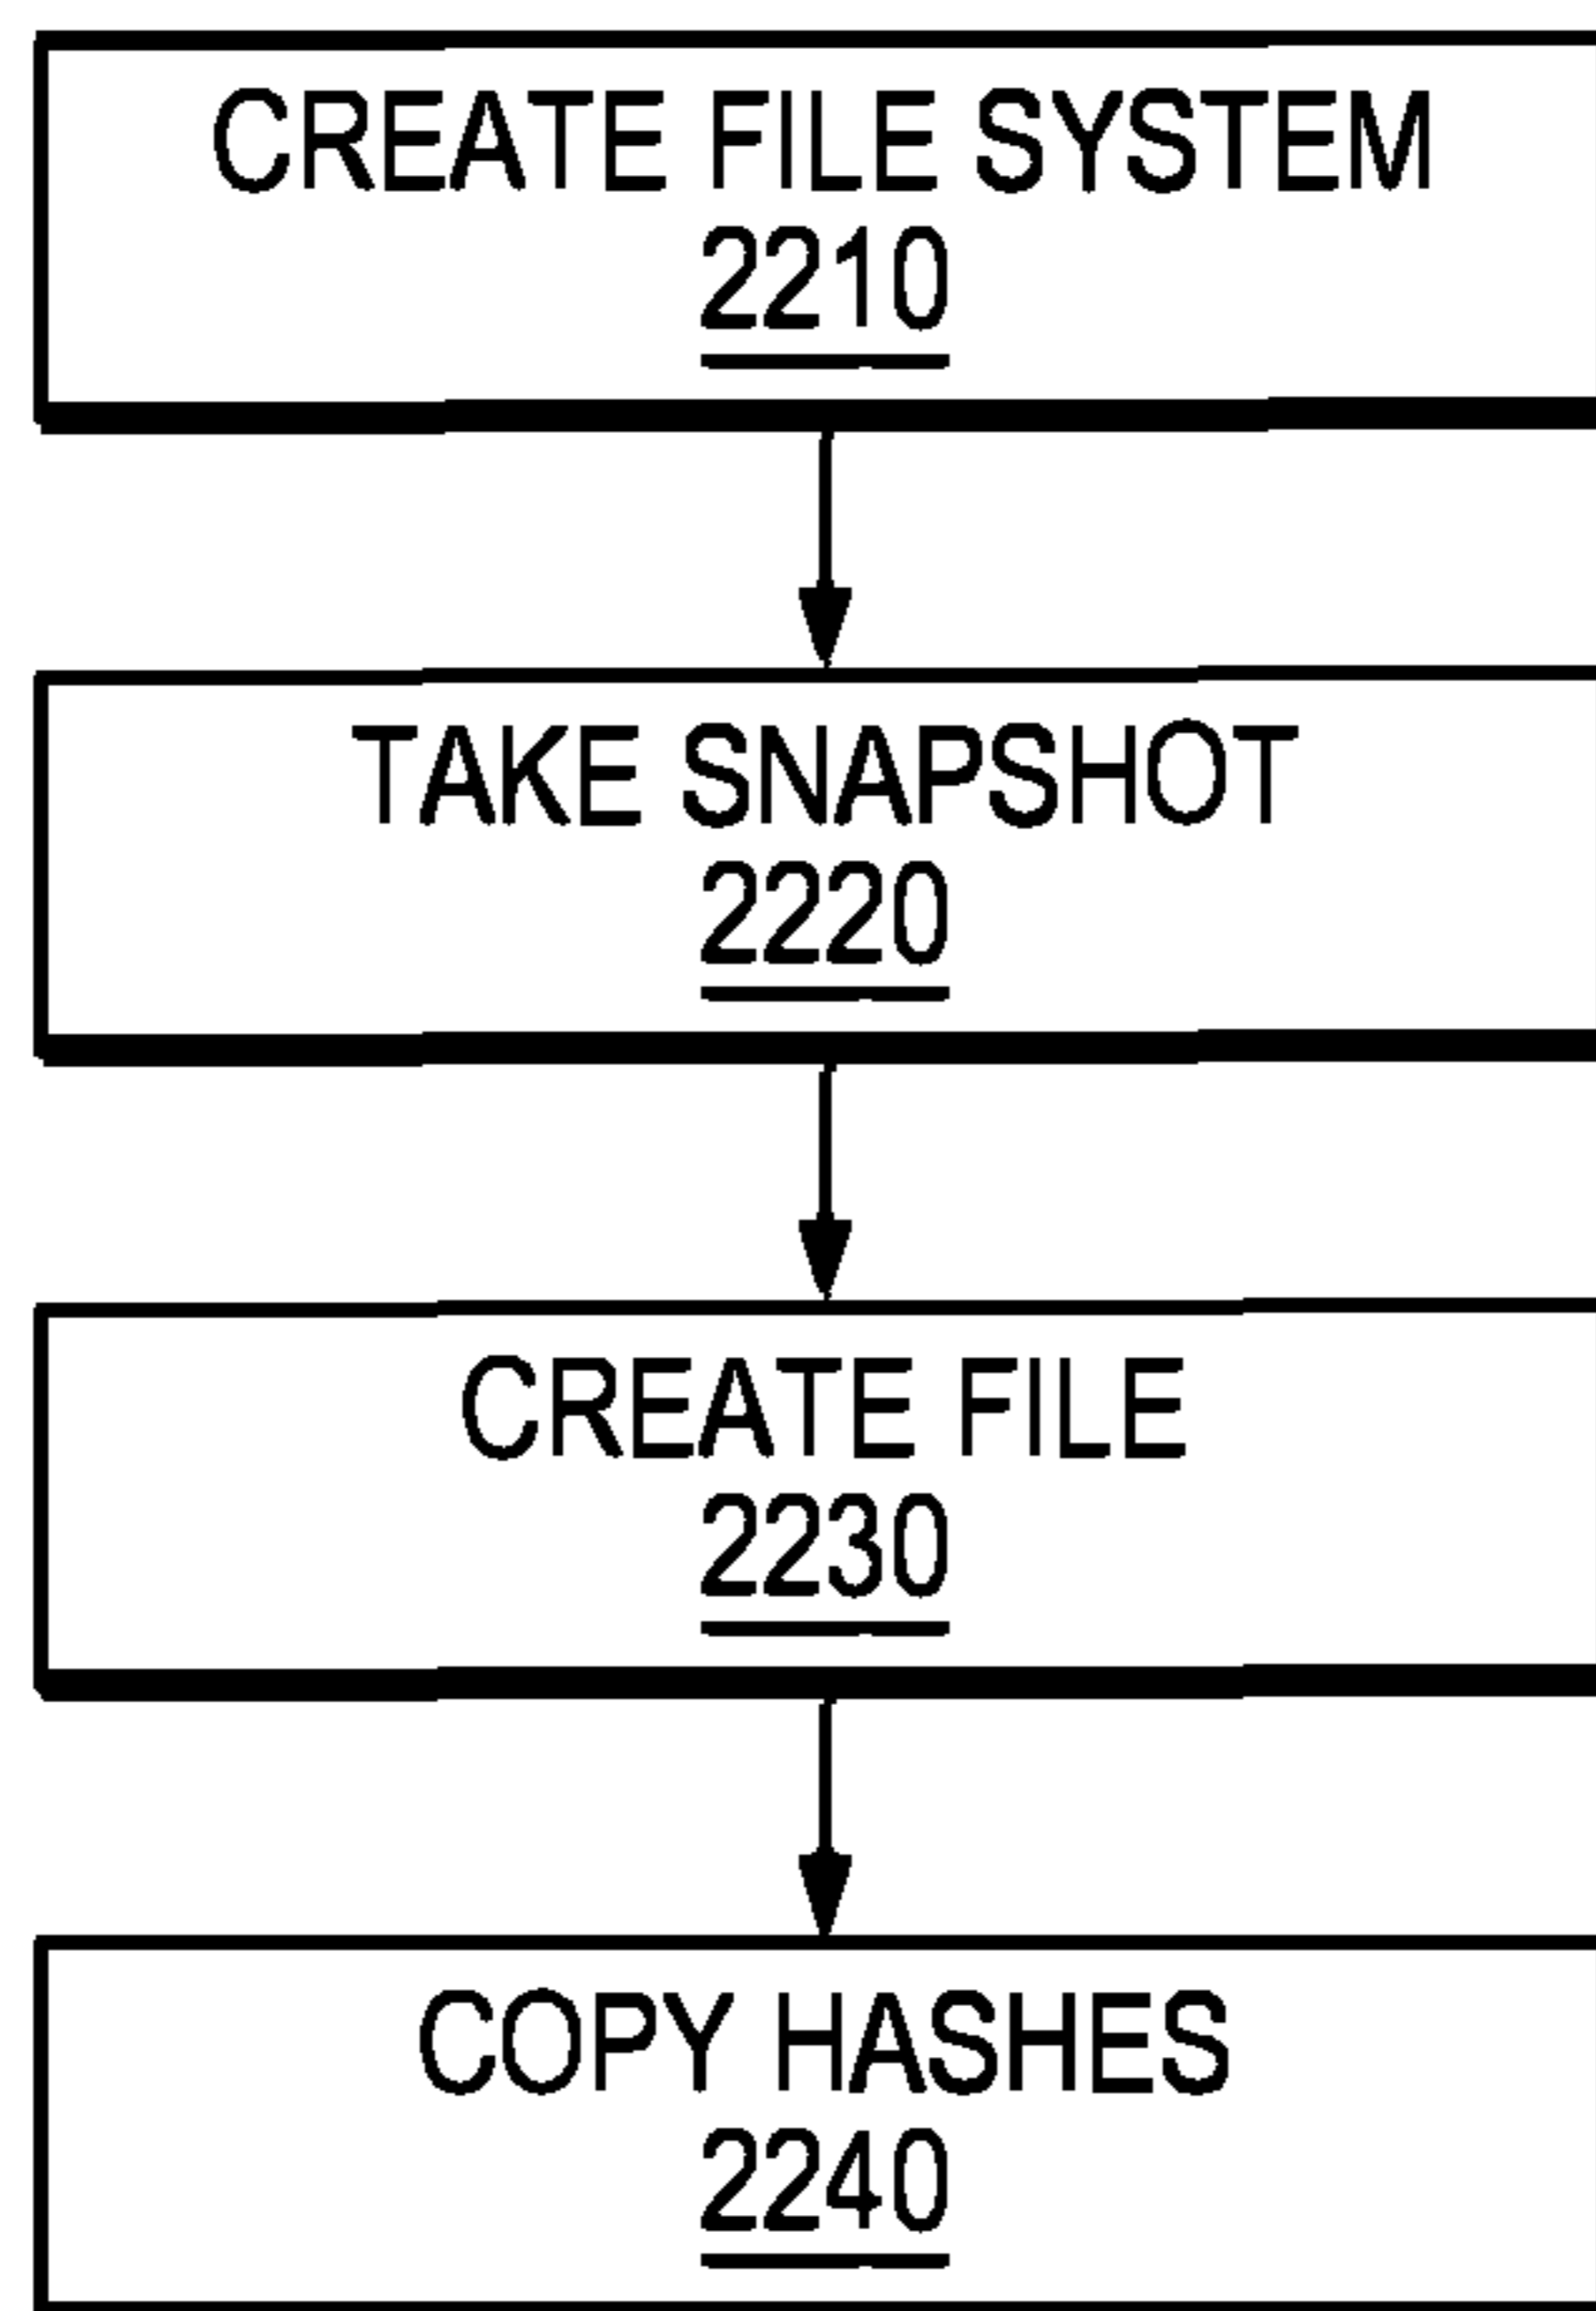 CREATE FILE SYSTEM
2210
TAKE SNAPSHOT
2220
CREATE FILE
2230
COPY HASHES
2240